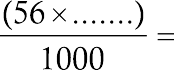 (56 × .......)
1000 =